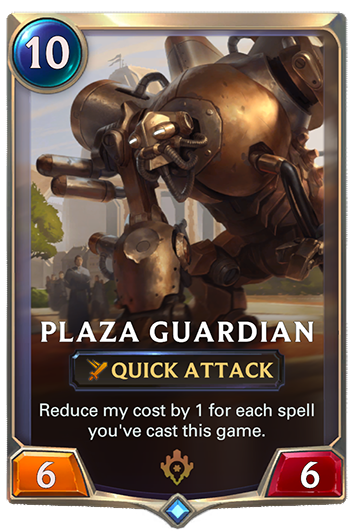 10
PLAZA GUARDIAN
QUICK ATTACK
Reduce my cost by 1 for each spell
you've cast this game.
6 6